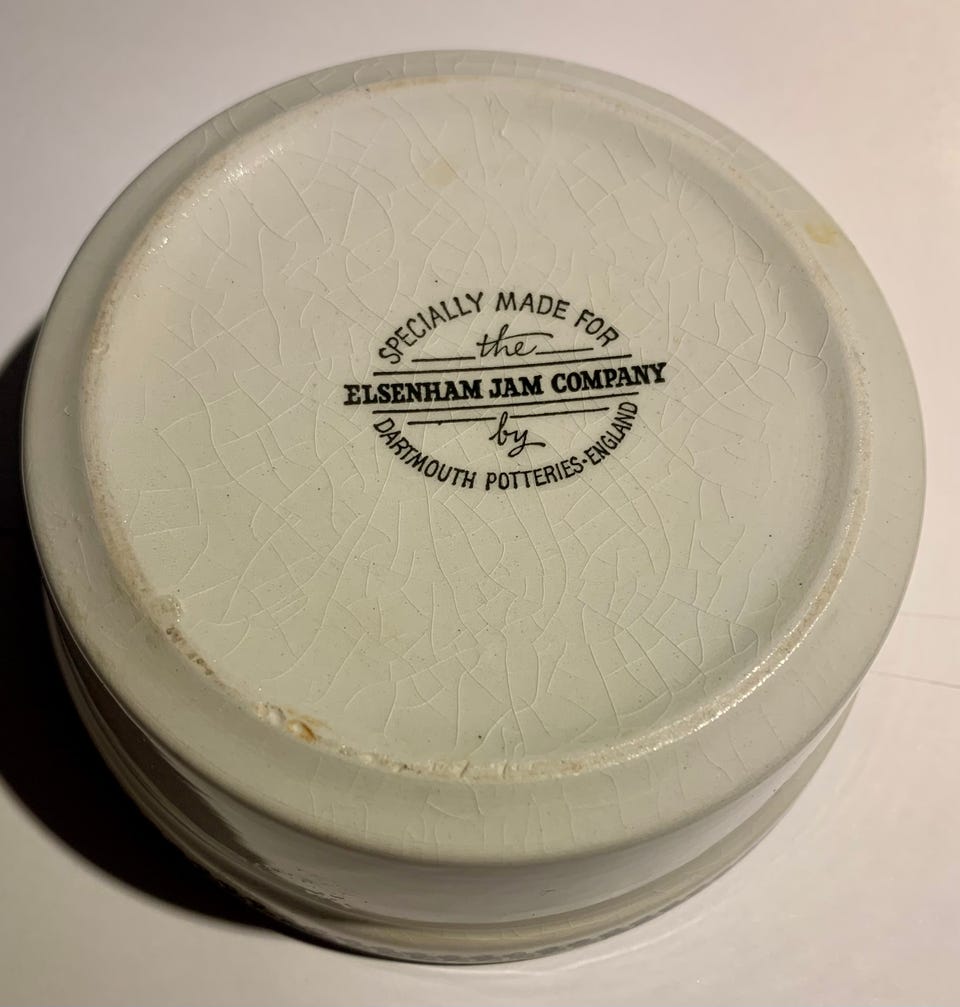 SPECIALLY MADE FOR
the
ELSENHAM JAM COMPANY
by
DARTMOUTH POTTERIES·ENGLAND